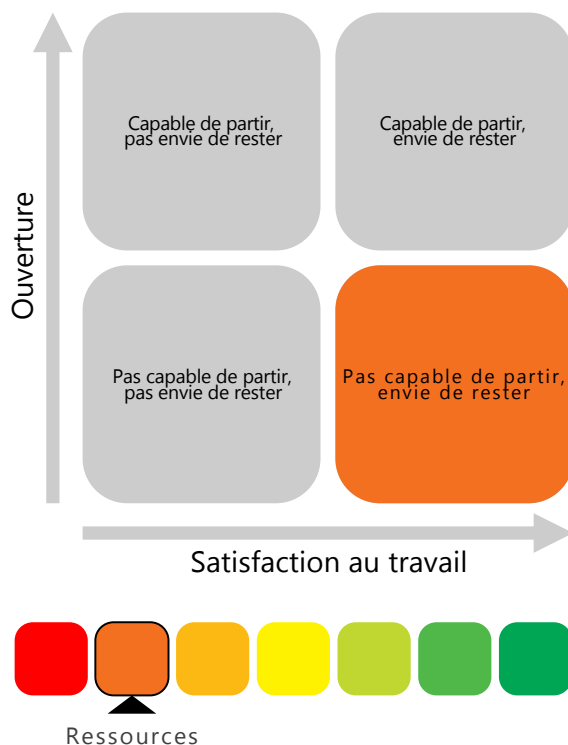 Capable de partir,
pas envie de rester
Capable de partir,
envie de rester
Ouverture
Pas capable de partir,
pas envie de rester
Pas capable de partir,
envie de rester
Satisfaction au travail
Ressources